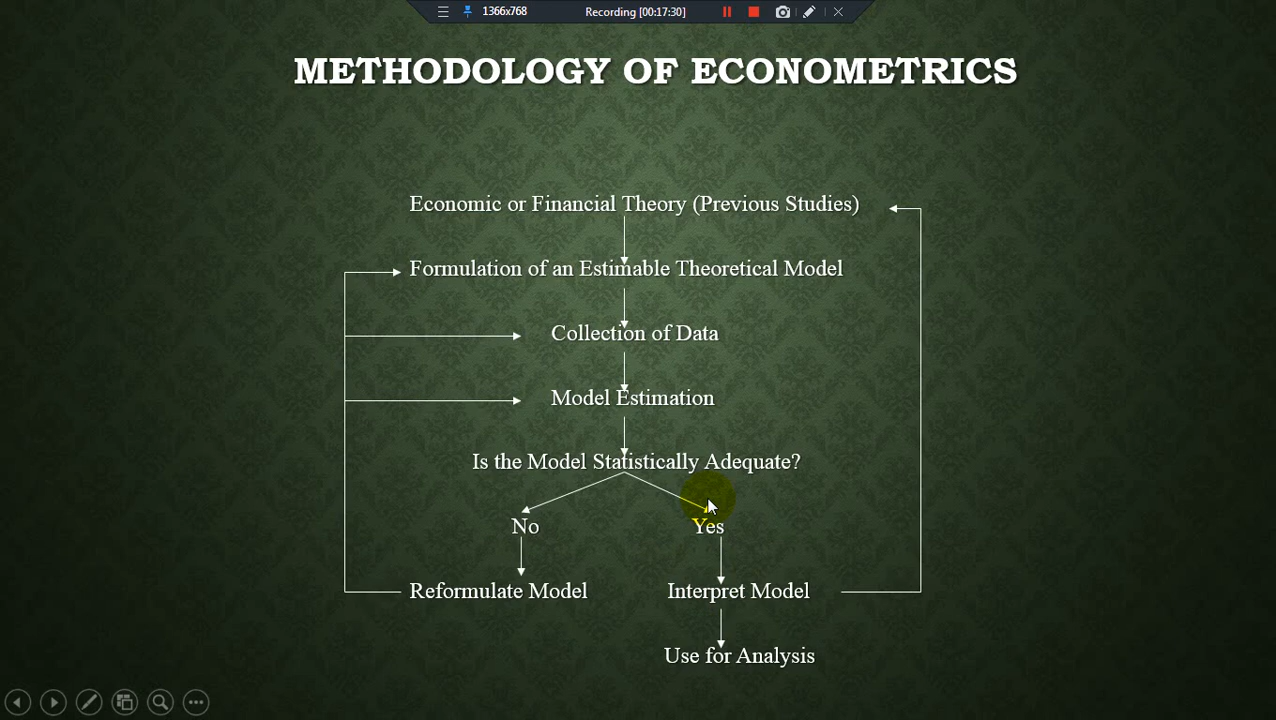 1366x768 Recording [00:17:30]
METHODOLOGY OF ECONOMETRICS
Economic or Financial Theory (Previous Studies)
Formulation of an Estimable Theoretical Model
Collection of Data
Model Estimation
Is the Model Statistically Adequate?
No Yes
Reformulate Model Interpret Model
Use for Analysis